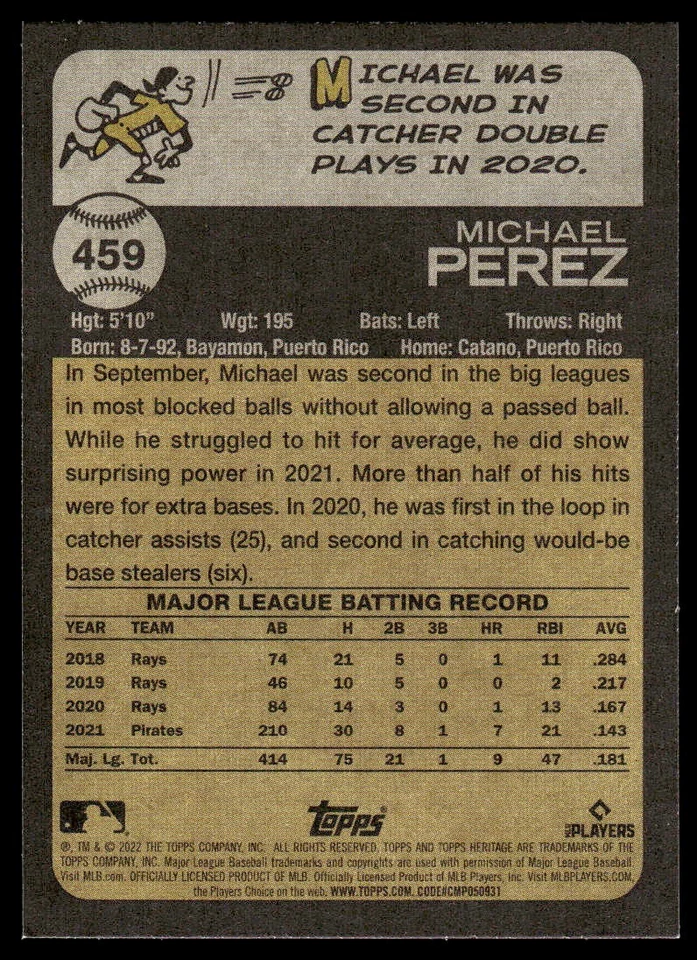 MICHAEL WAS
SECOND IN
CATCHER DOUBLE
PLAYS IN 2020.
459
MICHAEL
PEREZ
Hgt: 5'10" Wgt: 195 Bats: Left Throws: Right
Born: 8-7-92, Bayamon, Puerto Rico Home: Catano, Puerto Rico
In September, Michael was second in the big leagues
in most blocked balls without allowing a passed ball.
While he struggled to hit for average, he did show
surprising power in 2021. More than half of his hits
were for extra bases. In 2020, he was first in the loop in
catcher assists (25), and second in catching would-be
base stealers (six).
MAJOR LEAGUE BATTING RECORD
YEAR TEAM AB H 2B 3B HR RBI AVG
2018 Rays 74 21 5 0 1 11 .284
2019 Rays 46 10 5 0 0 2 .217
2020 Rays 84 14 3 0 1 13 .167
2021 Pirates 210 30 8 1 7 21 .143
Maj. Lg. Tot. 414 75 21 1 9 47 .181
Topps
MLB PLAYERS
®, TM & © 2022 THE TOPPS COMPANY, INC. ALL RIGHTS RESERVED. TOPPS AND TOPPS HERITAGE ARE TRADEMARKS OF THE
TOPPS COMPANY, INC. Major League Baseball trademarks and copyrights are used with permission of Major League Baseball.
Visit MLB.com. OFFICIALLY LICENSED PRODUCT OF MLB. Officially Licensed Product of MLB Players, Inc. Visit MLBPLAYERS.COM,
the Players Choice on the web. WWW.TOPPS.COM. CODE#CMP050931